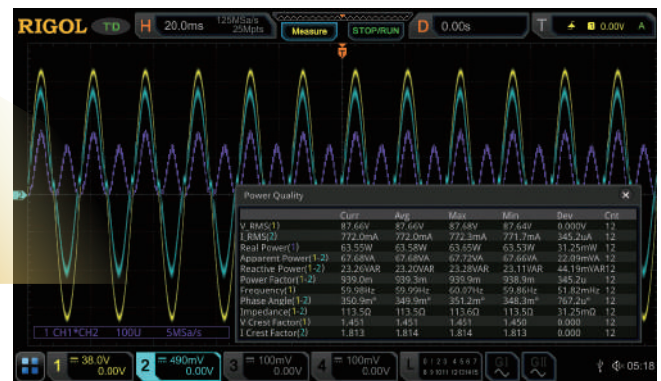 RIGOL TD H 20.0ms 125MSa/s 25Mpts Measure STOP/RUN D 0.00s T 0.00V A
T
Power Quality
Curr Avg Max Min Dev Cnt
V_RMS(1) 87.66V 87.66V 87.68V 87.64V 0.000V 12
I_RMS(2) 772.0mA 772.0mA 772.3mA 771.7mA 345.2uA 12
Real Power(1) 63.55W 63.58W 63.65W 63.53W 31.25mW 12
Apparent Power(1-2) 67.68VA 67.68VA 67.72VA 67.66VA 22.09mVA 12
Reactive Power(1-2) 23.26VAR 23.20VAR 23.28VAR 23.11VAR 44.19mVAR12
Power Factor(1-2) 939.0m 939.3m 939.9m 938.9m 345.2u 12
Frequency(1) 59.98Hz 59.99Hz 60.07Hz 59.86Hz 51.82mHz 12
Phase Angle(1-2) 350.9m° 349.9m° 351.2m° 348.3m° 767.2u° 12
Impedance(1-2) 113.5Ω 113.5Ω 113.6Ω 113.5Ω 31.25mΩ 12
V Crest Factor(1) 1.451 1.451 1.451 1.450 0.000 12
I Crest Factor(2) 1.813 1.814 1.814 1.813 0.000 12
1 CH1*CH2 100U 5MSa/s
1 38.0V 0.00V 2 490mV 0.00V 3 100mV 0.00V 4 100mV 0.00V L GI GII 05:18